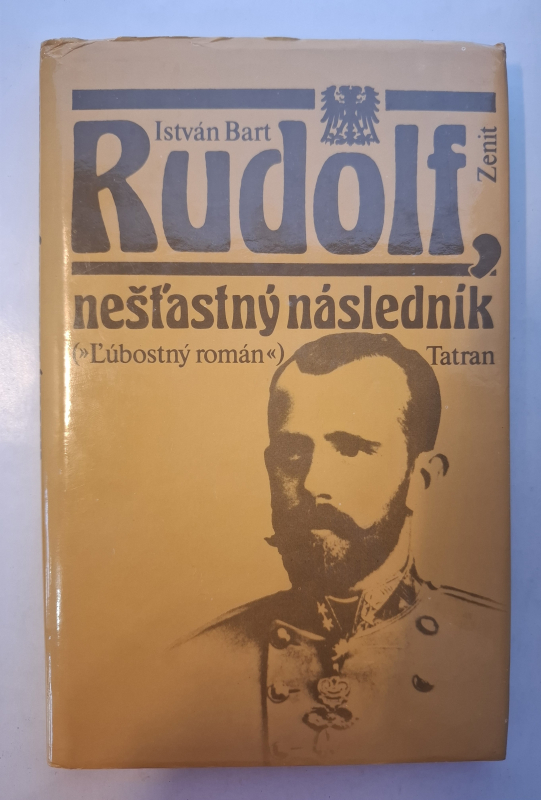 István Bart
Rudolf,
Zenit
nešťastný následník
(»Ľúbostný román«)
Tatran